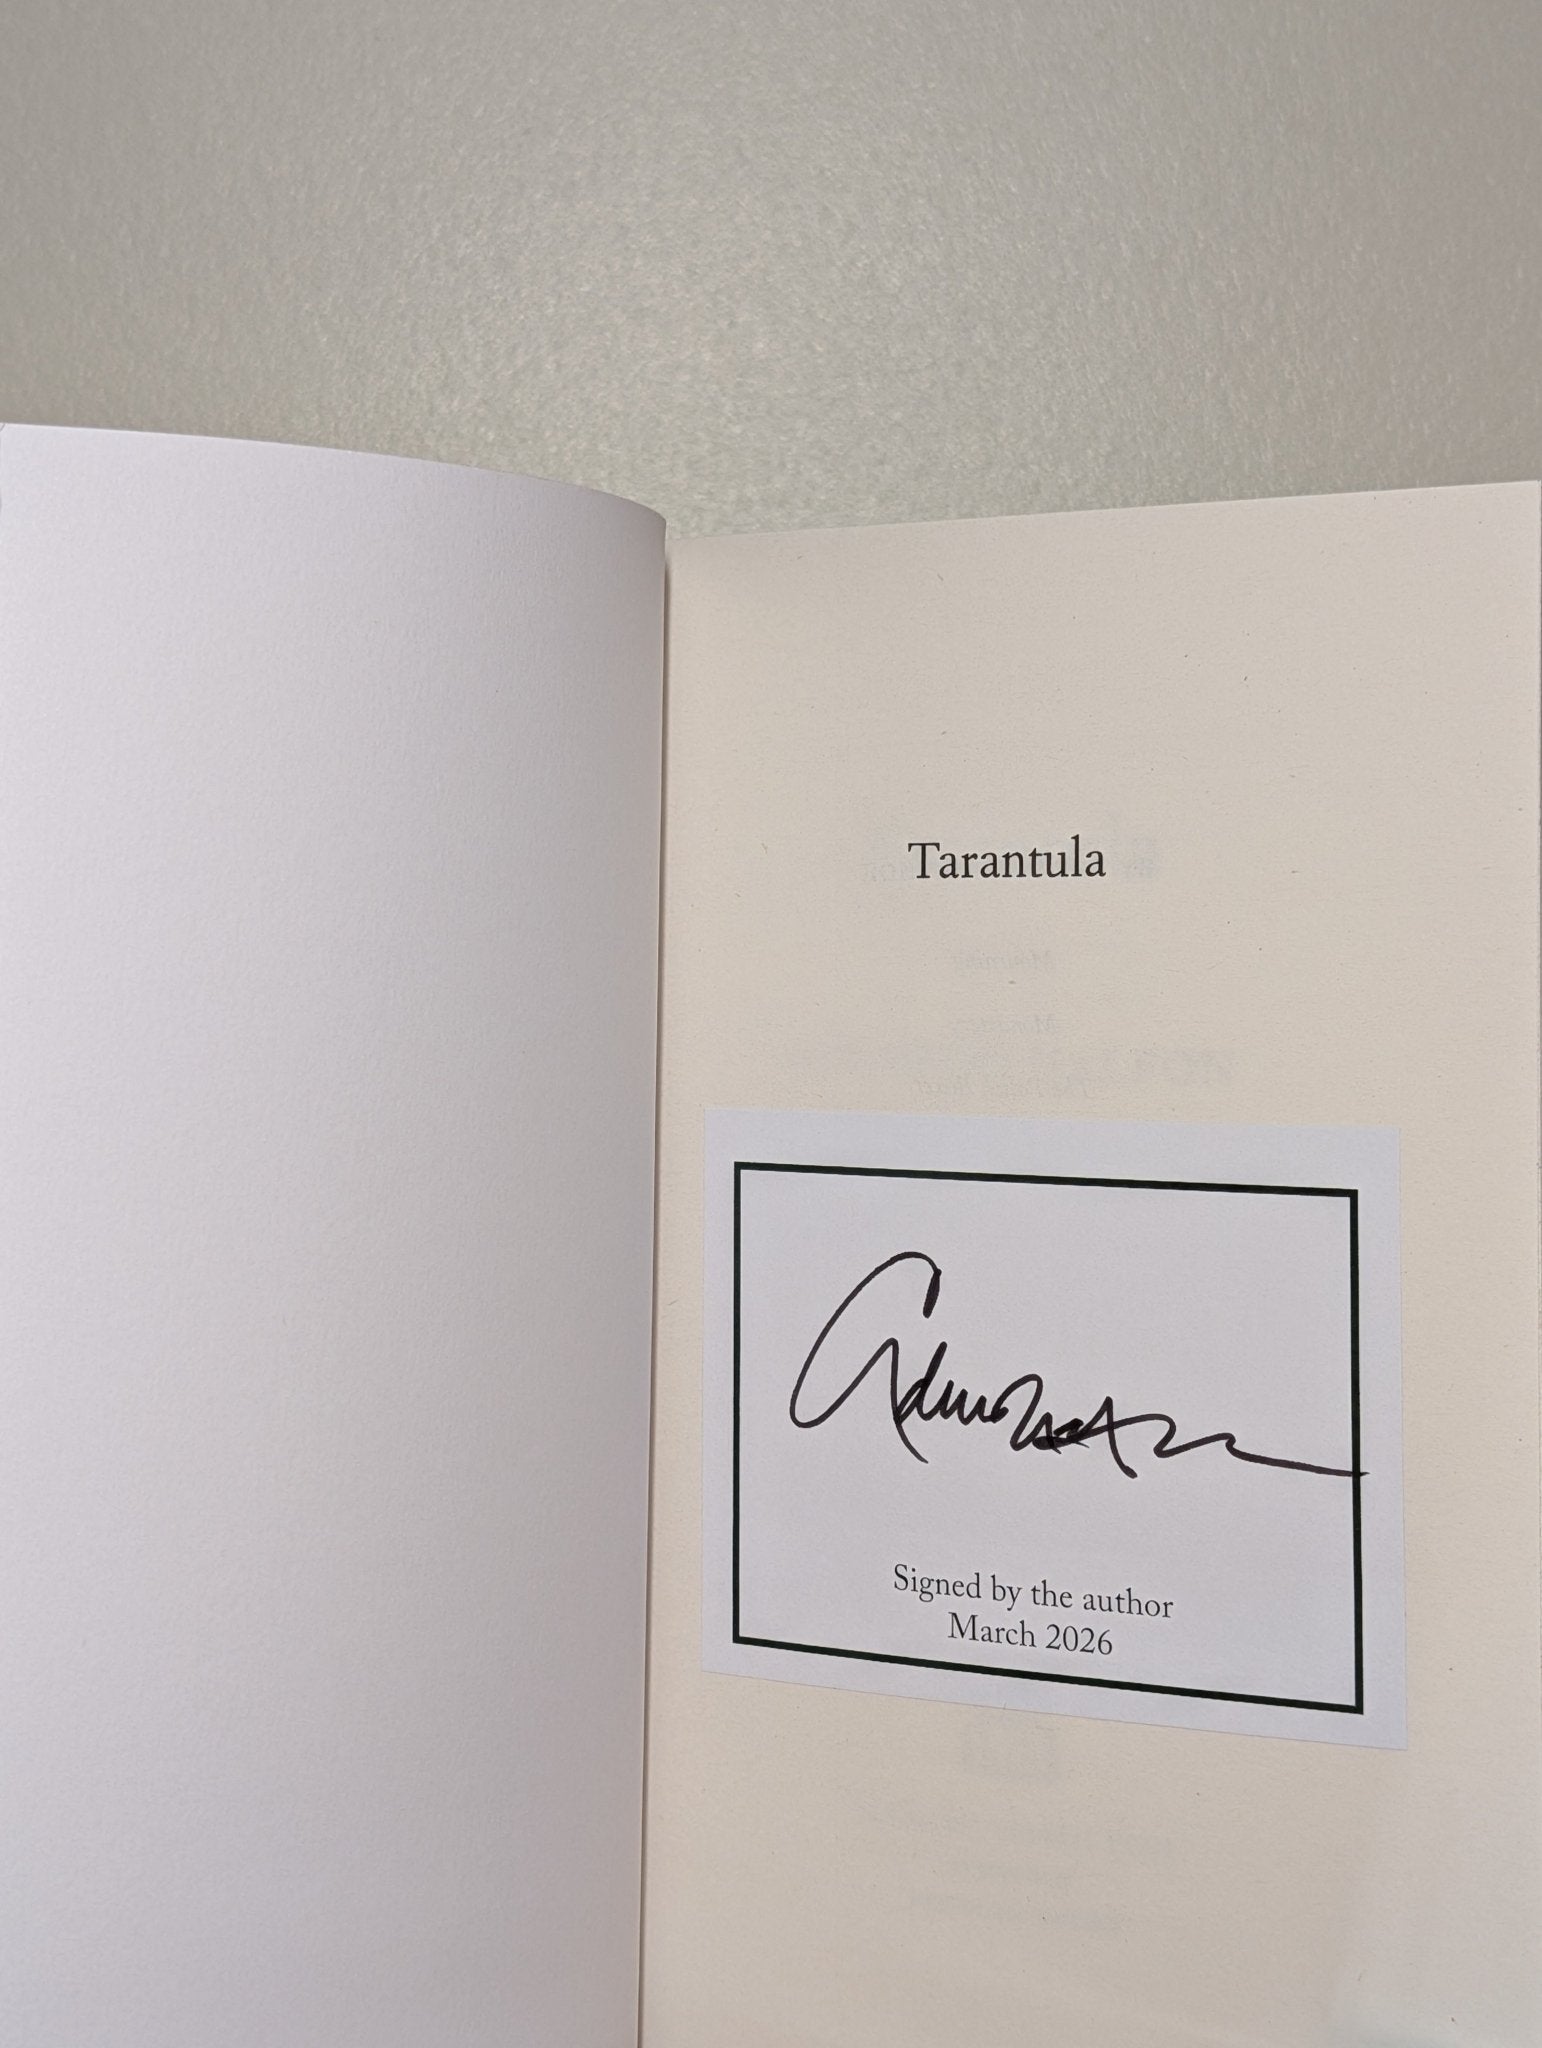 Tarantula
Signed by the author
March 2026